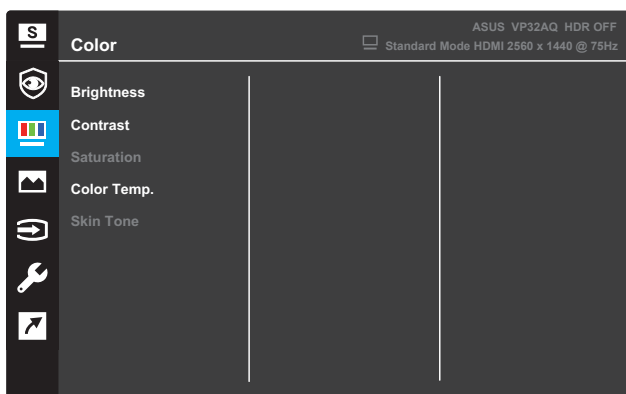 S
Color
ASUS VP32AQ HDR OFF
Standard Mode HDMI 2560 x 1440 @ 75Hz
Brightness
Contrast
Saturation
Color Temp.
Skin Tone